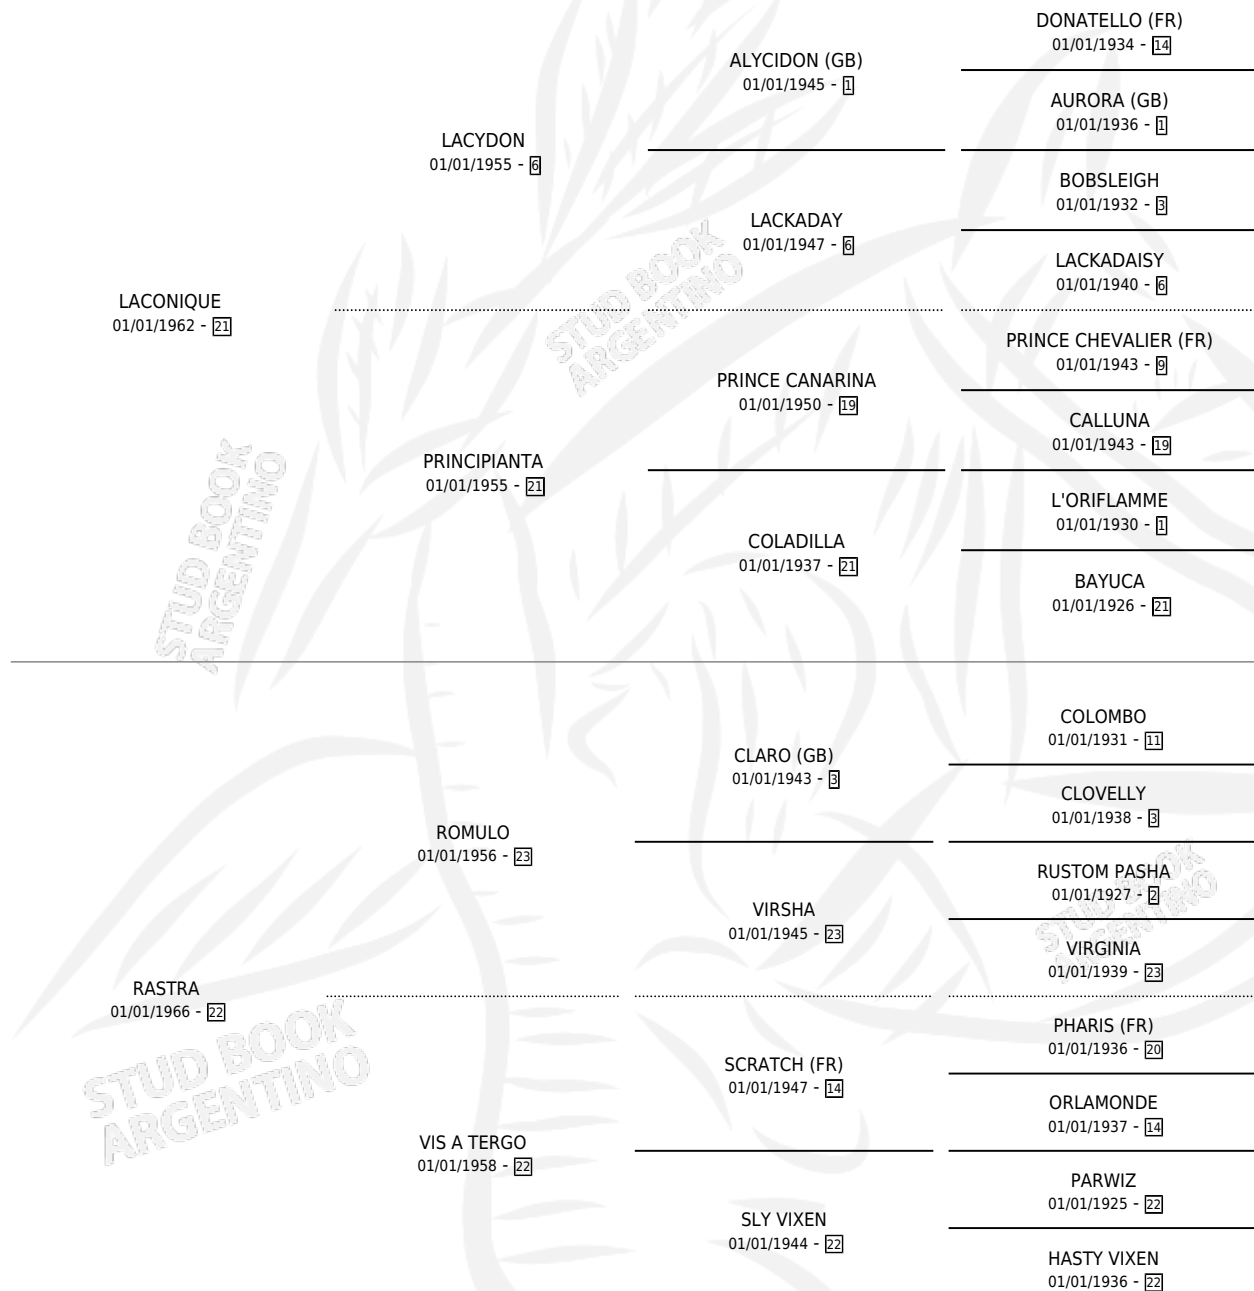 DONATELLO (FR)
01/01/1934 - 14
ALYCIDON (GB)
01/01/1945 - 1
AURORA (GB)
01/01/1936 - 1
LACYDON
01/01/1955 - 6
BOBSLEIGH
01/01/1932 - 3
LACKADAY
01/01/1947 - 6
LACKADAISY
01/01/1940 - 6
LACONIQUE
01/01/1962 - 21
PRINCE CHEVALIER (FR)
01/01/1943 - 9
PRINCE CANARINA
01/01/1950 - 19
CALLUNA
01/01/1943 - 19
PRINCIPIANTA
01/01/1955 - 21
L'ORIFLAMME
01/01/1930 - 1
COLADILLA
01/01/1937 - 21
BAYUCA
01/01/1926 - 21
COLOMBO
01/01/1931 - 11
CLARO (GB)
01/01/1943 - 3
CLOVELLY
01/01/1938 - 3
ROMULO
01/01/1956 - 23
RUSTOM PASHA
01/01/1927 - 2
VIRSHA
01/01/1945 - 23
VIRGINIA
01/01/1939 - 23
RASTRA
01/01/1966 - 22
PHARIS (FR)
01/01/1936 - 20
SCRATCH (FR)
01/01/1947 - 14
ORLAMONDE
01/01/1937 - 14
VIS A TERGO
01/01/1958 - 22
PARWIZ
01/01/1925 - 22
SLY VIXEN
01/01/1944 - 22
HASTY VIXEN
01/01/1936 - 22
STUD BOOK
ARGENTINO
STUD BOOK
ARGENTINO
STUD BOOK
ARGENTINO
STUD BOOK
ARGENTINO